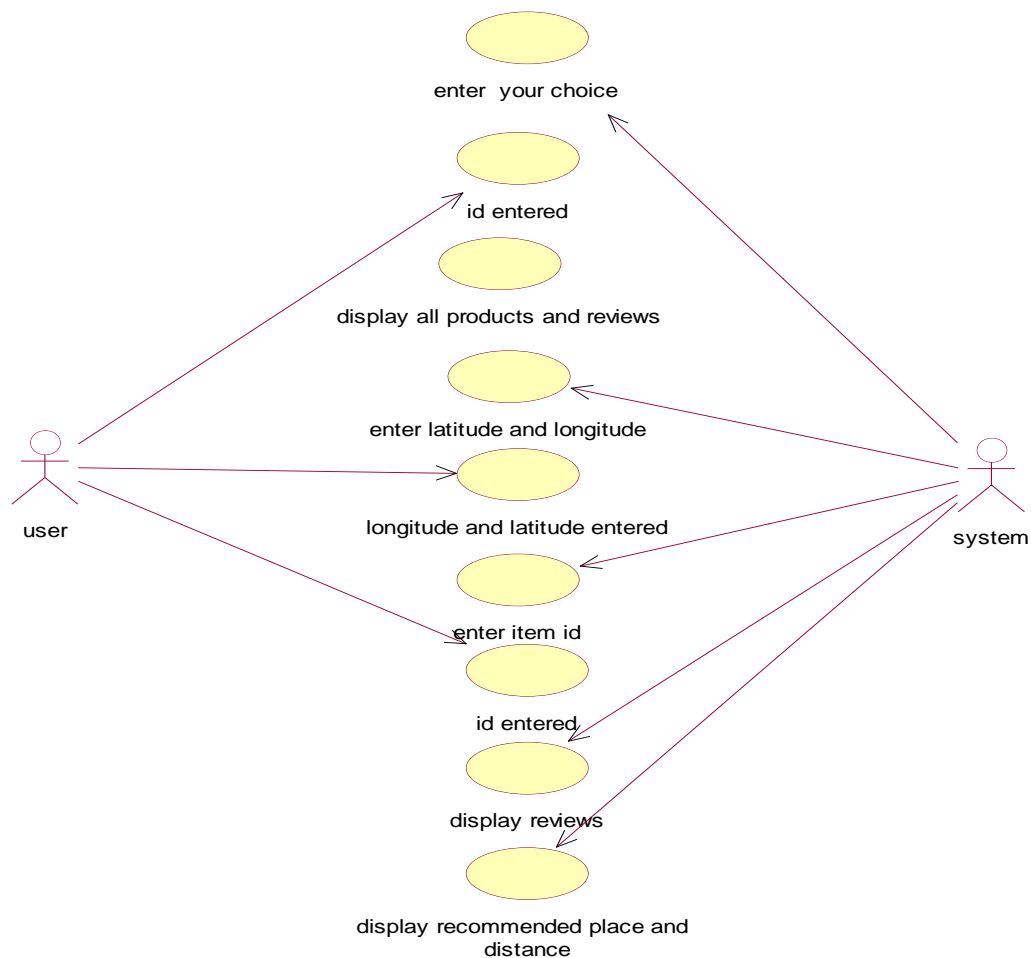 enter  your choice
id entered
display all products and reviews
enter latitude and longitude
longitude and latitude entered
user
system
enter item id
id entered
display reviews
display recommended place and
distance